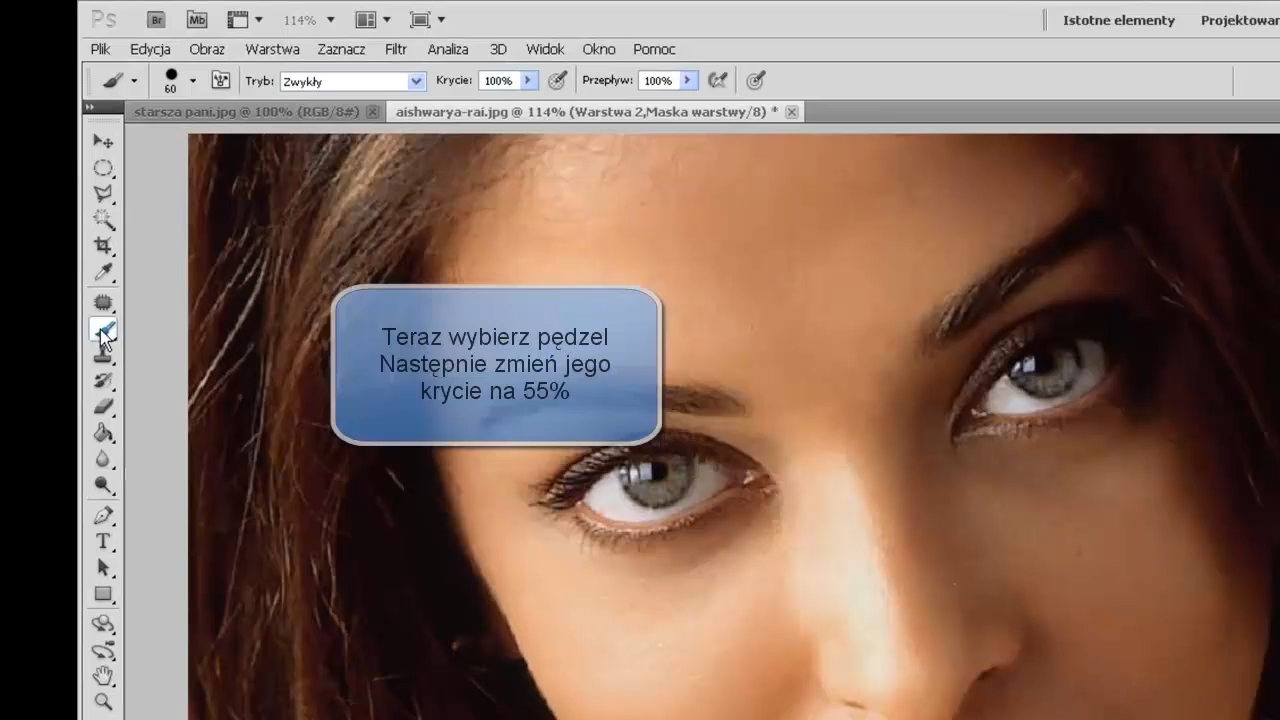 Ps Br Mb 114% Istotne elementy Projektowan
Plik Edycja Obraz Warstwa Zaznacz Filtr Analiza 3D Widok Okno Pomoc
60 Tryb: Zwykły Krycie: 100% Przepływ: 100%
starsza pani.jpg @ 100% (RGB/8#) aishwarya-rai.jpg @ 114% (Warstwa 2,Maska warstwy/8) *
Teraz wybierz pędzel
Następnie zmień jego
krycie na 55%
T